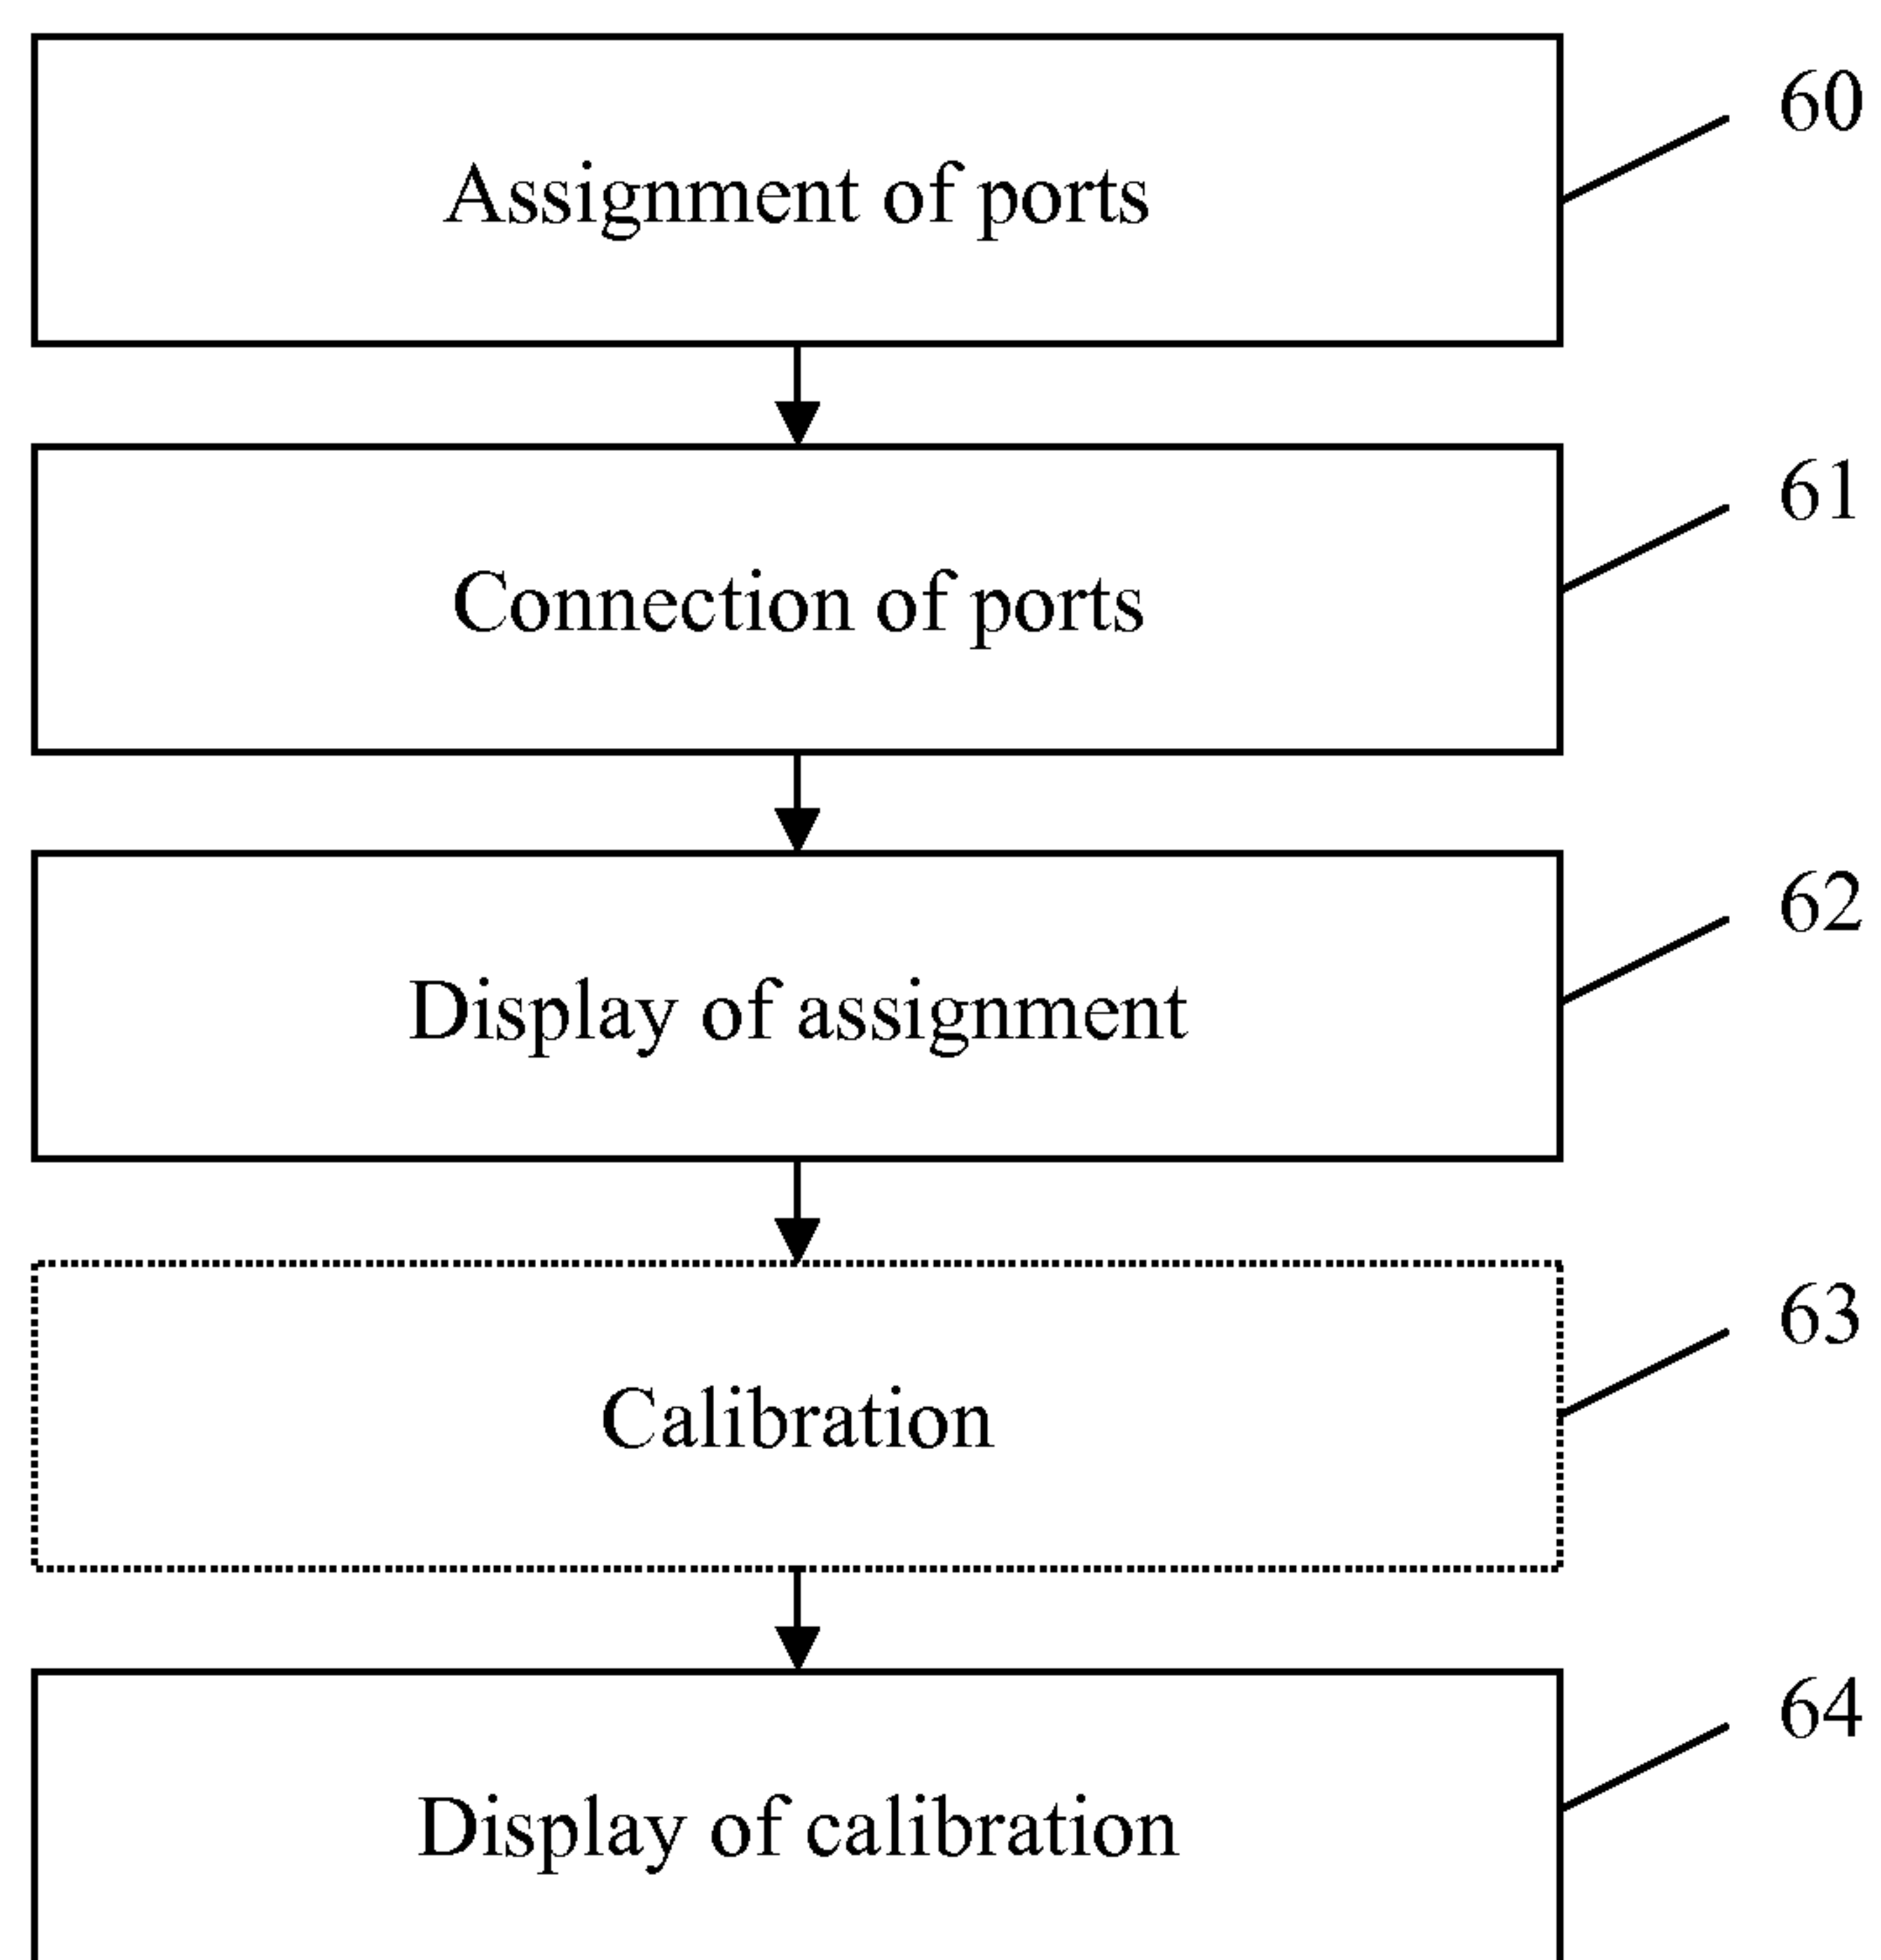 60
Assignment of ports
61
Connection of ports
62
Display of assignment
63
Calibration
64
Display of calibration